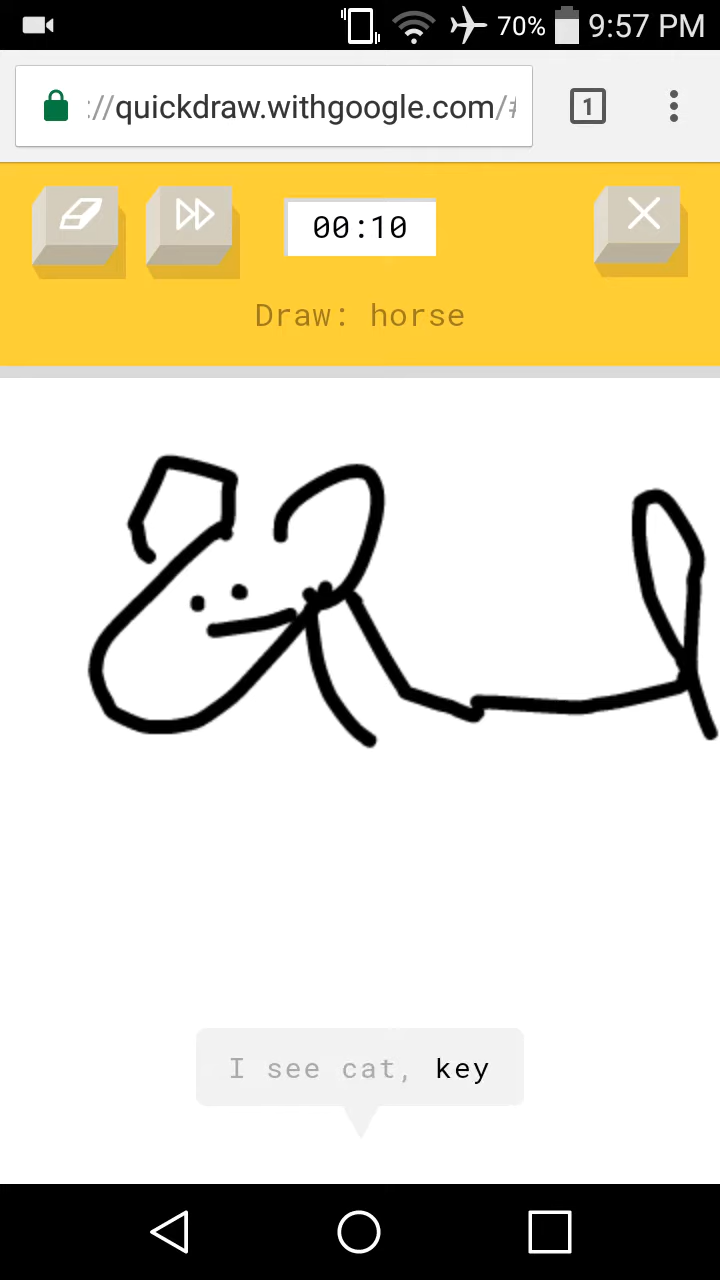 70% 9:57 PM
://quickdraw.withgoogle.com/#
1
00:10
Draw: horse
I see cat, key